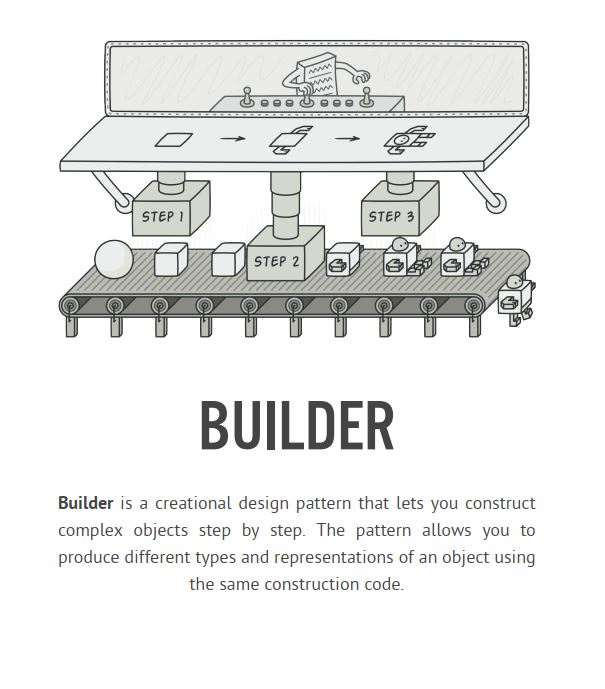 STEP 1
STEP 2
STEP 3
BUILDER
Builder is a creational design pattern that lets you construct
complex objects step by step. The pattern allows you to
produce different types and representations of an object using
the same construction code.